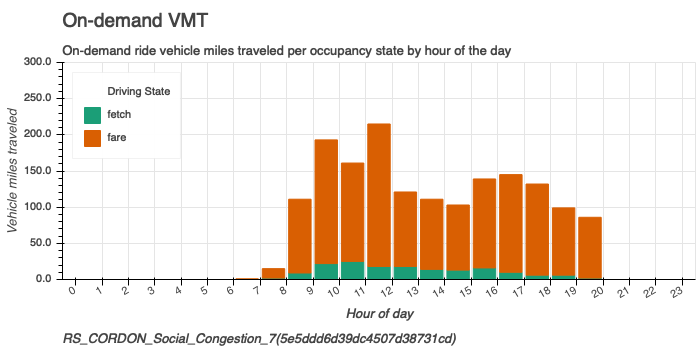 On-demand VMT
On-demand ride vehicle miles traveled per occupancy state by hour of the day
300.0
250.0
200.0
150.0
100.0
50.0
0.0
Vehicle miles traveled
Driving State
fetch
fare
0 1 2 3 4 5 6 7 8 9 10 11 12 13 14 15 16 17 18 19 20 21 22 23
Hour of day
RS_CORDON_Social_Congestion_7(5e5ddd6d39dc4507d38731cd)